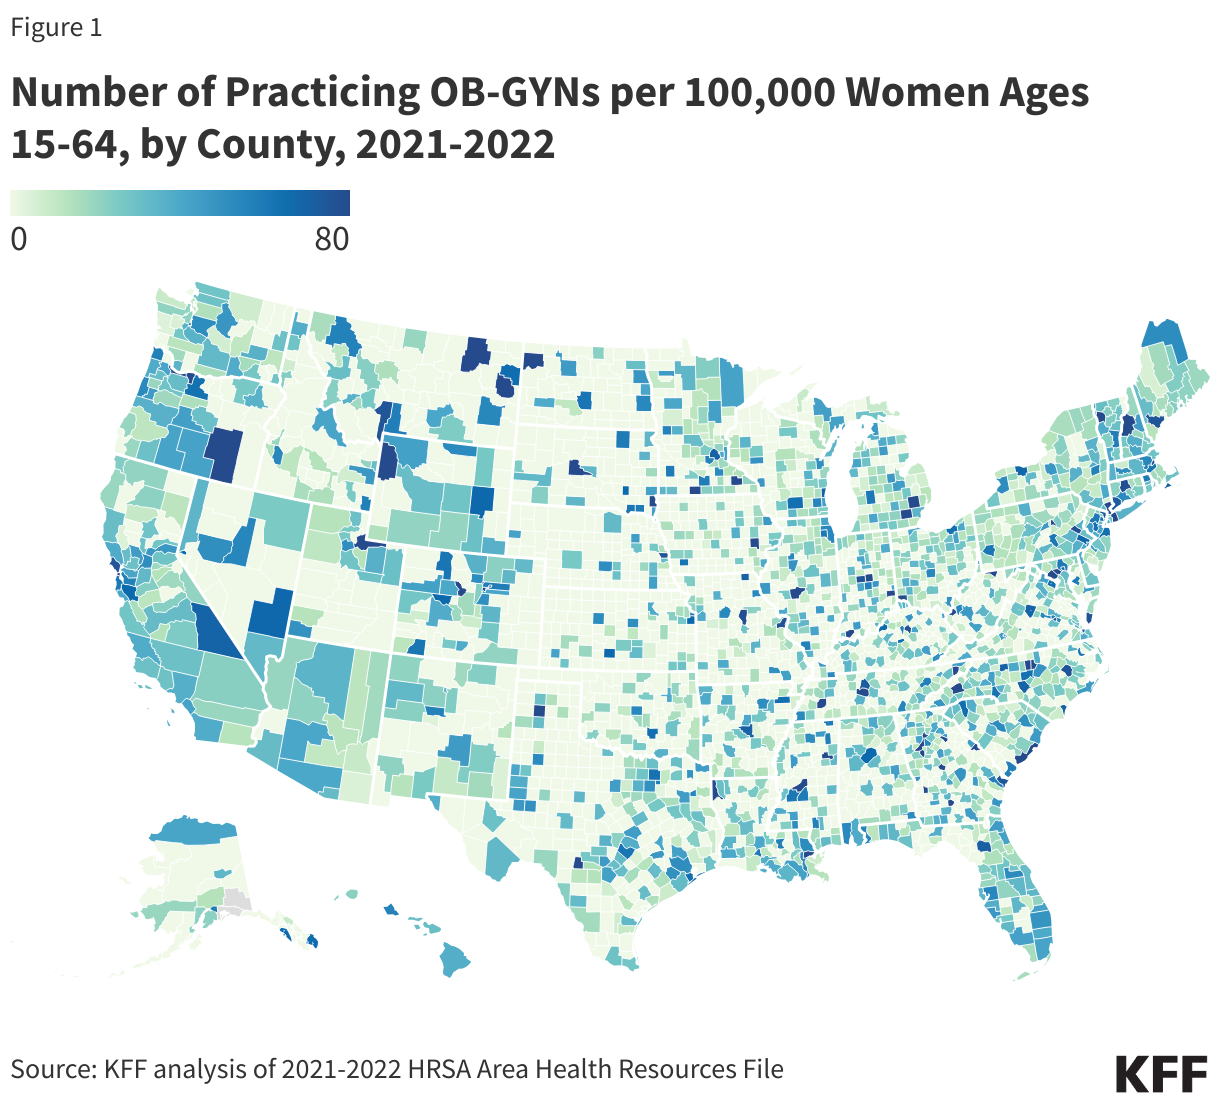 Figure 1
Number of Practicing OB-GYNs per 100,000 Women Ages
15-64, by County, 2021-2022
0 80
Source: KFF analysis of 2021-2022 HRSA Area Health Resources File
KFF